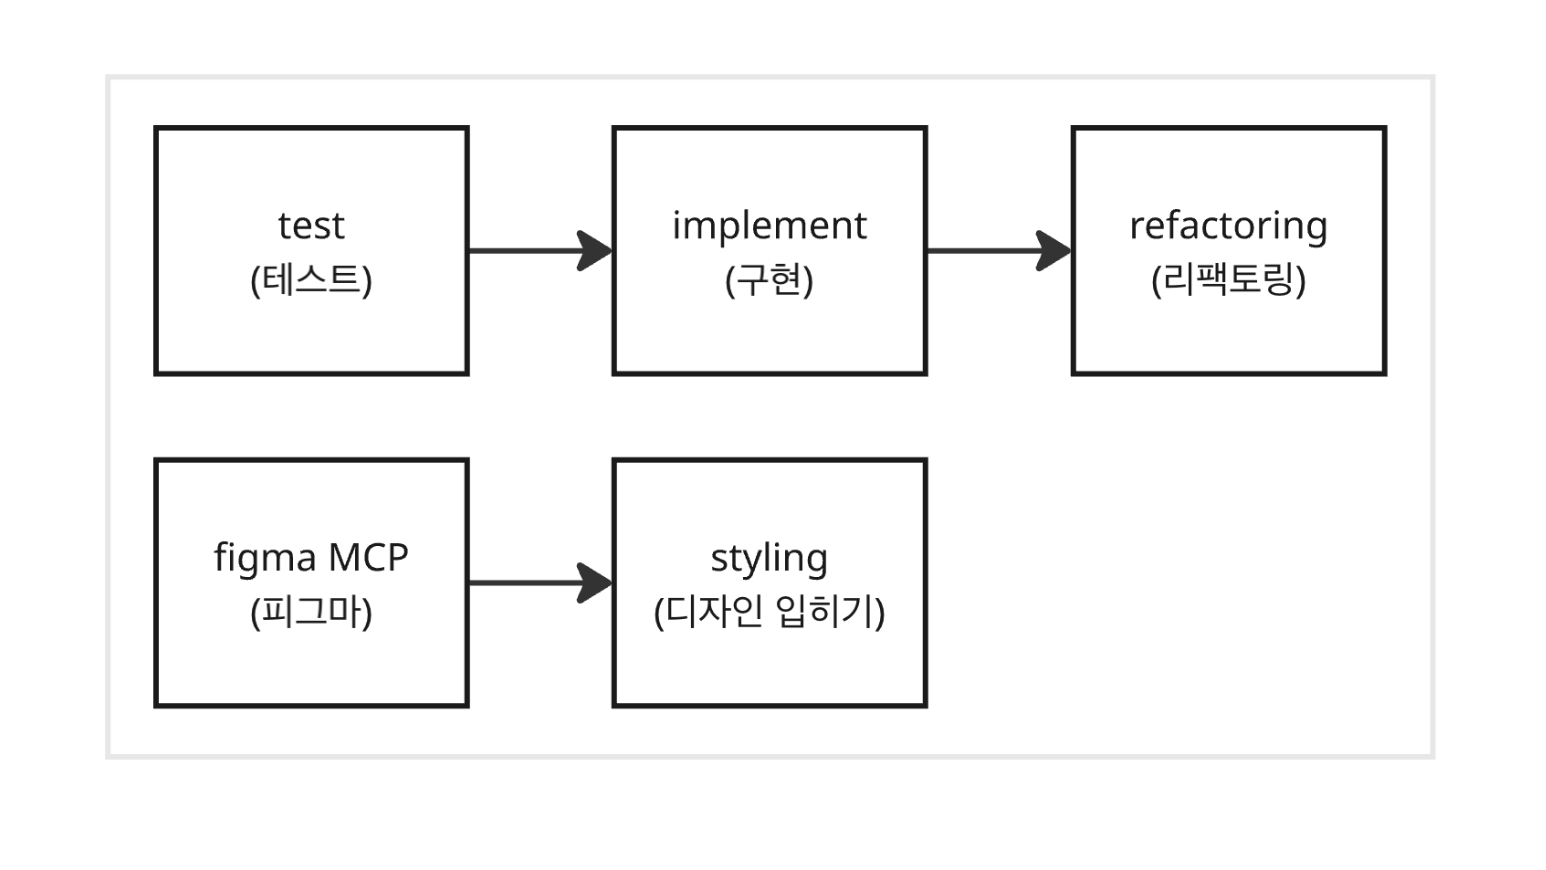 test
(테스트)
implement
(구현)
refactoring
(리팩토링)
figma MCP
(피그마)
styling
(디자인 입히기)